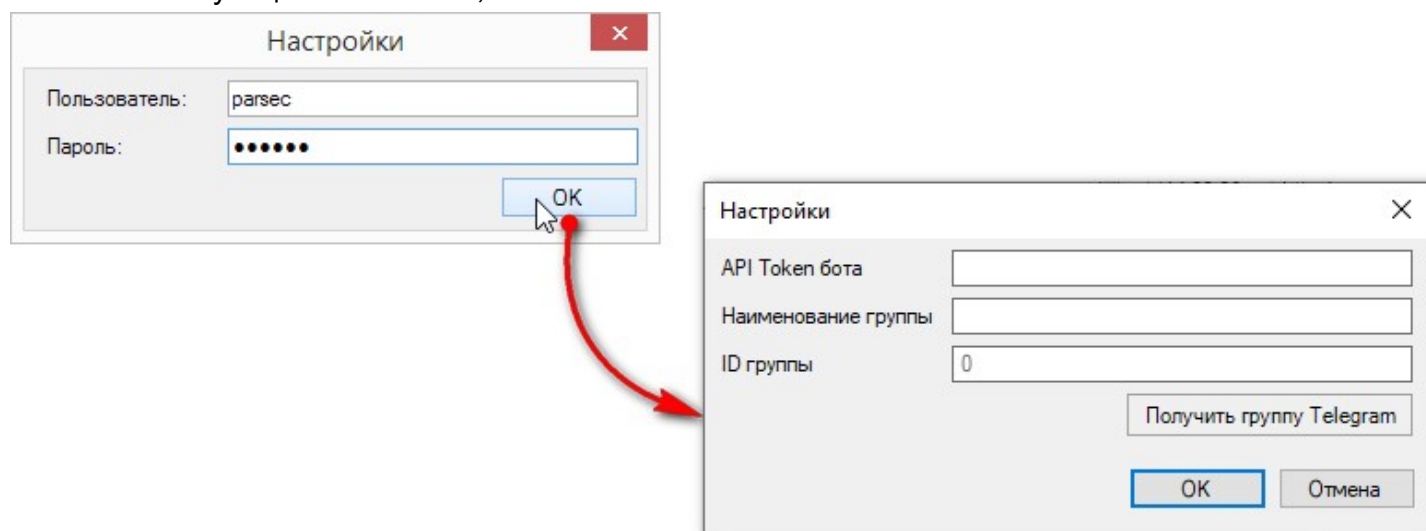 Настройки
Пользователь: parsec
Пароль: ●●●●●●
OK
Настройки
API Token бота
Наименование группы
ID группы 0
Получить группу Telegram
OK Отмена